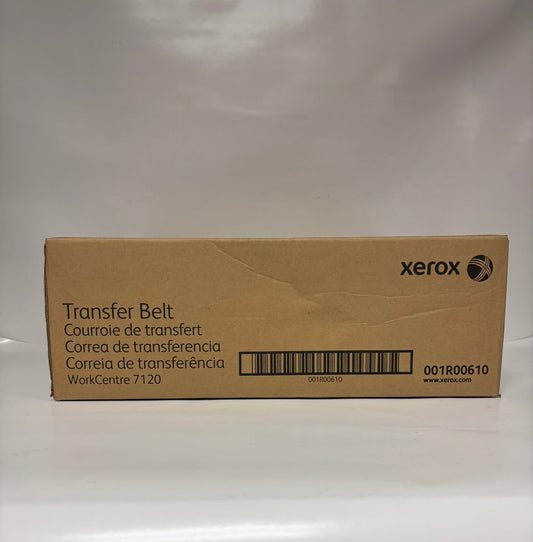 xerox
Transfer Belt
Courroie de transfert
Correa de transferencia
Correia de transferência
WorkCentre 7120
001R00610
001R00610
www.xerox.com